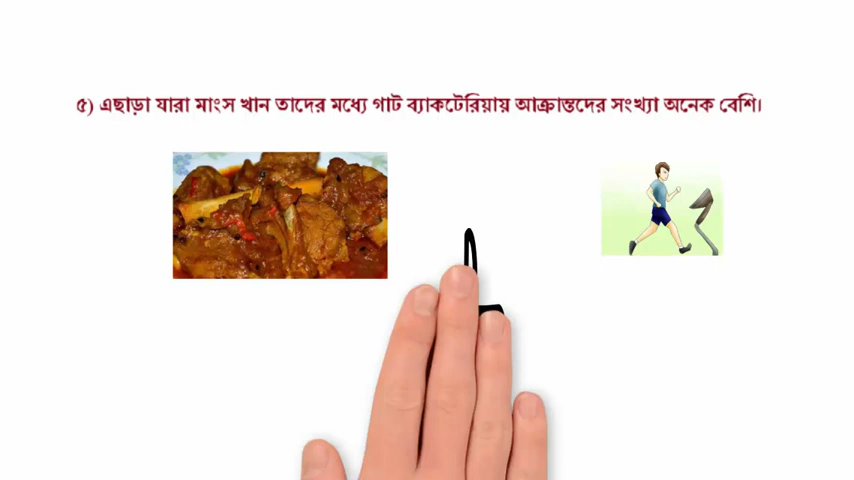 ৫) এছাড়া যারা মাংস খান তাদের মধ্যে গাট ব্যাকটেরিয়ায় আক্রান্তদের সংখ্যা অনেক বেশি।